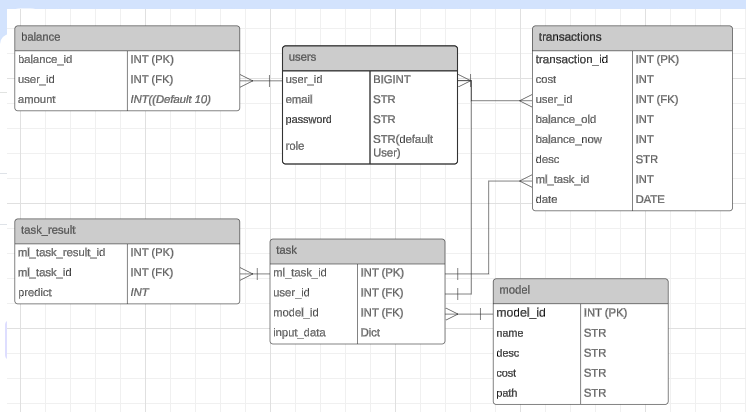 balance
balance_id INT (PK)
user_id INT (FK)
amount INT((Default 10)
users
user_id BIGINT
email STR
password STR
role STR(default
User)
transactions
transaction_id INT (PK)
cost INT
user_id INT (FK)
balance_old INT
balance_now INT
desc STR
ml_task_id INT
date DATE
task_result
ml_task_result_id INT (PK)
ml_task_id INT (FK)
predict INT
task
ml_task_id INT (PK)
user_id INT (FK)
model_id INT (FK)
input_data Dict
model
model_id INT (PK)
name STR
desc STR
cost STR
path STR